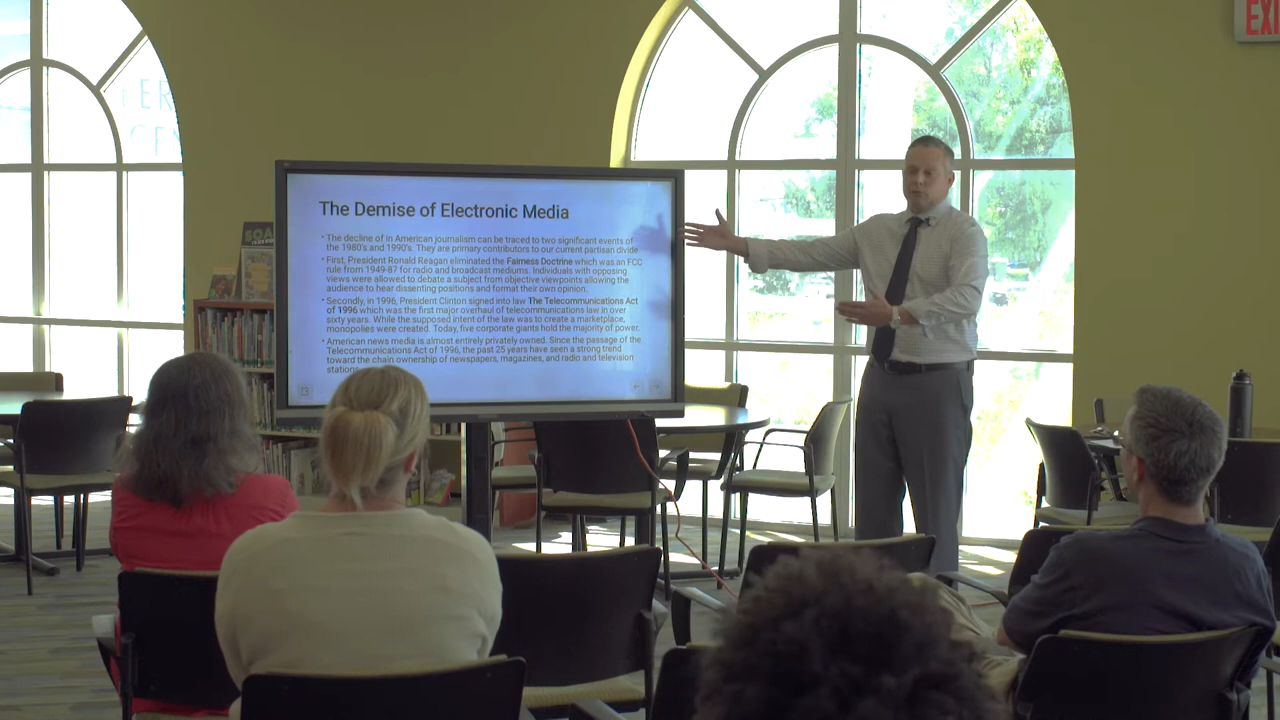 EXI
ER
CEN
SOA
The Demise of Electronic Media
• The decline of in American journalism can be traced to two significant events of
the 1980's and 1990's. They are primary contributors to our current partisan divide
• First, President Ronald Reagan eliminated the Fairness Doctrine which was an FCC
rule from 1949-87 for radio and broadcast mediums. Individuals with opposing
views were allowed to debate a subject from objective viewpoints allowing the
audience to hear dissenting positions and format their own opinion.
• Secondly, in 1996, President Clinton signed into law The Telecommunications Act
of 1996 which was the first major overhaul of telecommunications law in over
sixty years. While the supposed intent of the law was to create a marketplace,
monopolies were created. Today, five corporate giants hold the majority of power.
• American news media is almost entirely privately owned. Since the passage of the
Telecommunications Act of 1996, the past 25 years have seen a strong trend
toward the chain ownership of newspapers, magazines, and radio and television
stations.